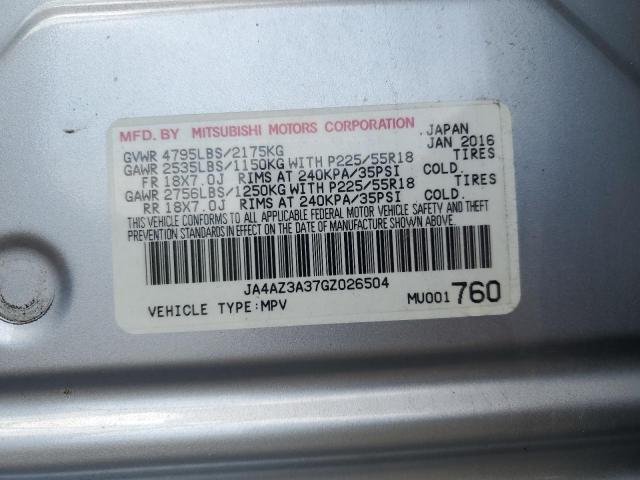 MFD. BY MITSUBISHI MOTORS CORPORATION JAPAN
GVWR 4795LBS/2175KG JAN 2016
GAWR 2535LBS/1150KG WITH P225/55R18 TIRES
FR 18X7.0J RIMS AT 240KPA/35PSI COLD.
GAWR 2756LBS/1250KG WITH P225/55R18 TIRES
RR 18X7.0J RIMS AT 240KPA/35PSI COLD.
THIS VEHICLE CONFORMS TO ALL APPLICABLE FEDERAL MOTOR VEHICLE SAFETY AND THEFT
PREVENTION STANDARDS IN EFFECT ON THE DATE OF MANUFACTURE SHOWN ABOVE.
JA4AZ3A37GZ026504
VEHICLE TYPE:MPV MU001 760